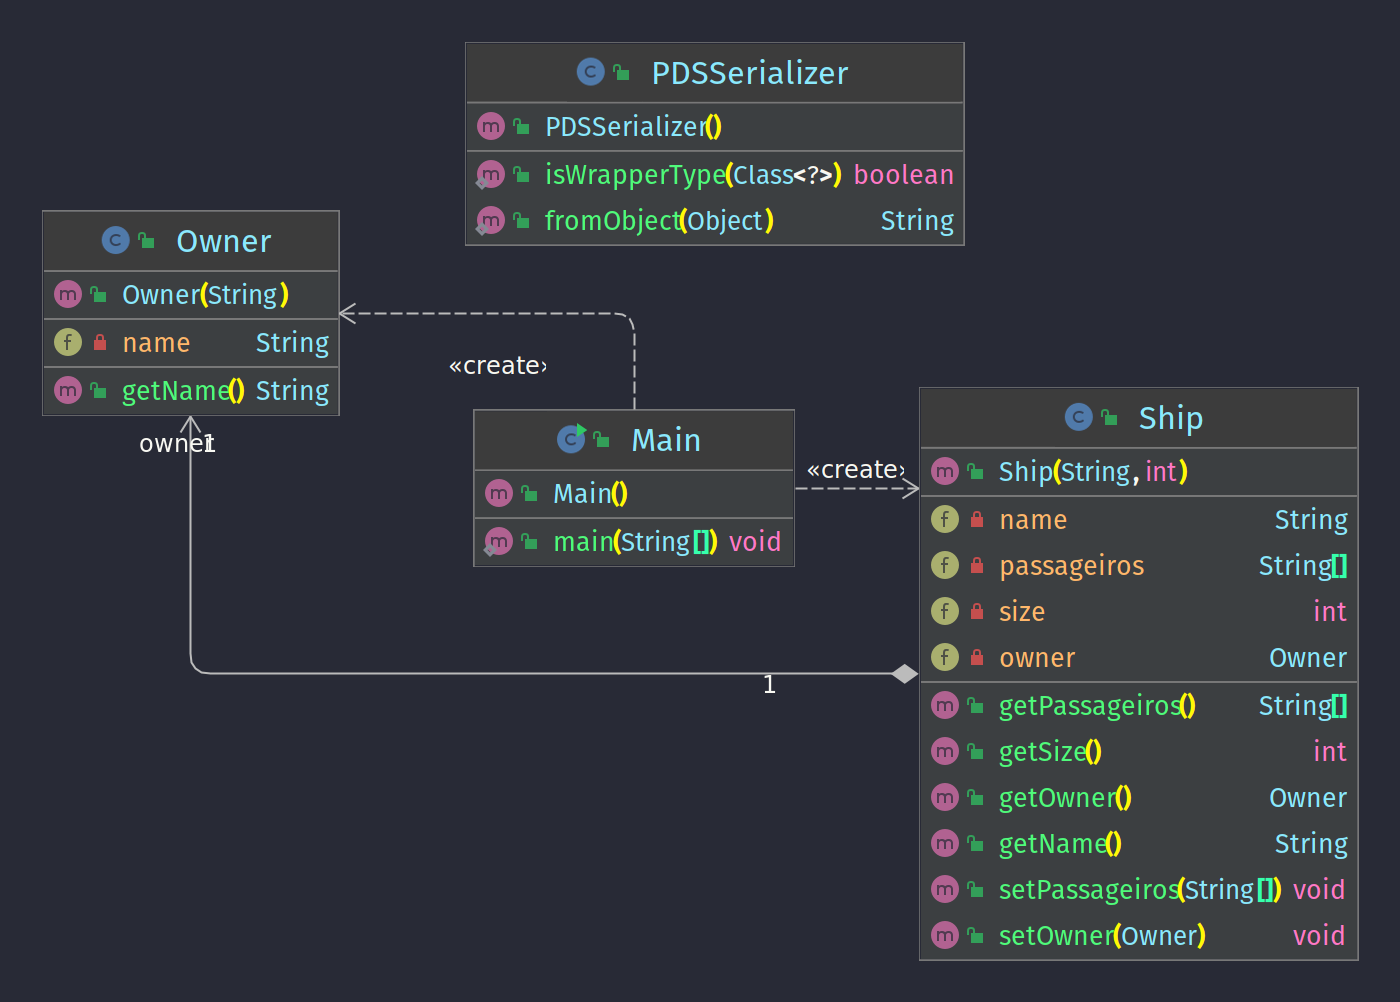 PDSSerializer
PDSSerializer()
isWrapperType(Class<?>) boolean
fromObject(Object) String
Owner
Owner(String)
name String
getName() String
«create»
owner 1
Main
Main()
main(String[]) void
«create»
1
Ship
Ship(String, int)
name String
passageiros String[]
size int
owner Owner
getPassageiros() String[]
getSize() int
getOwner() Owner
getName() String
setPassageiros(String[]) void
setOwner(Owner) void